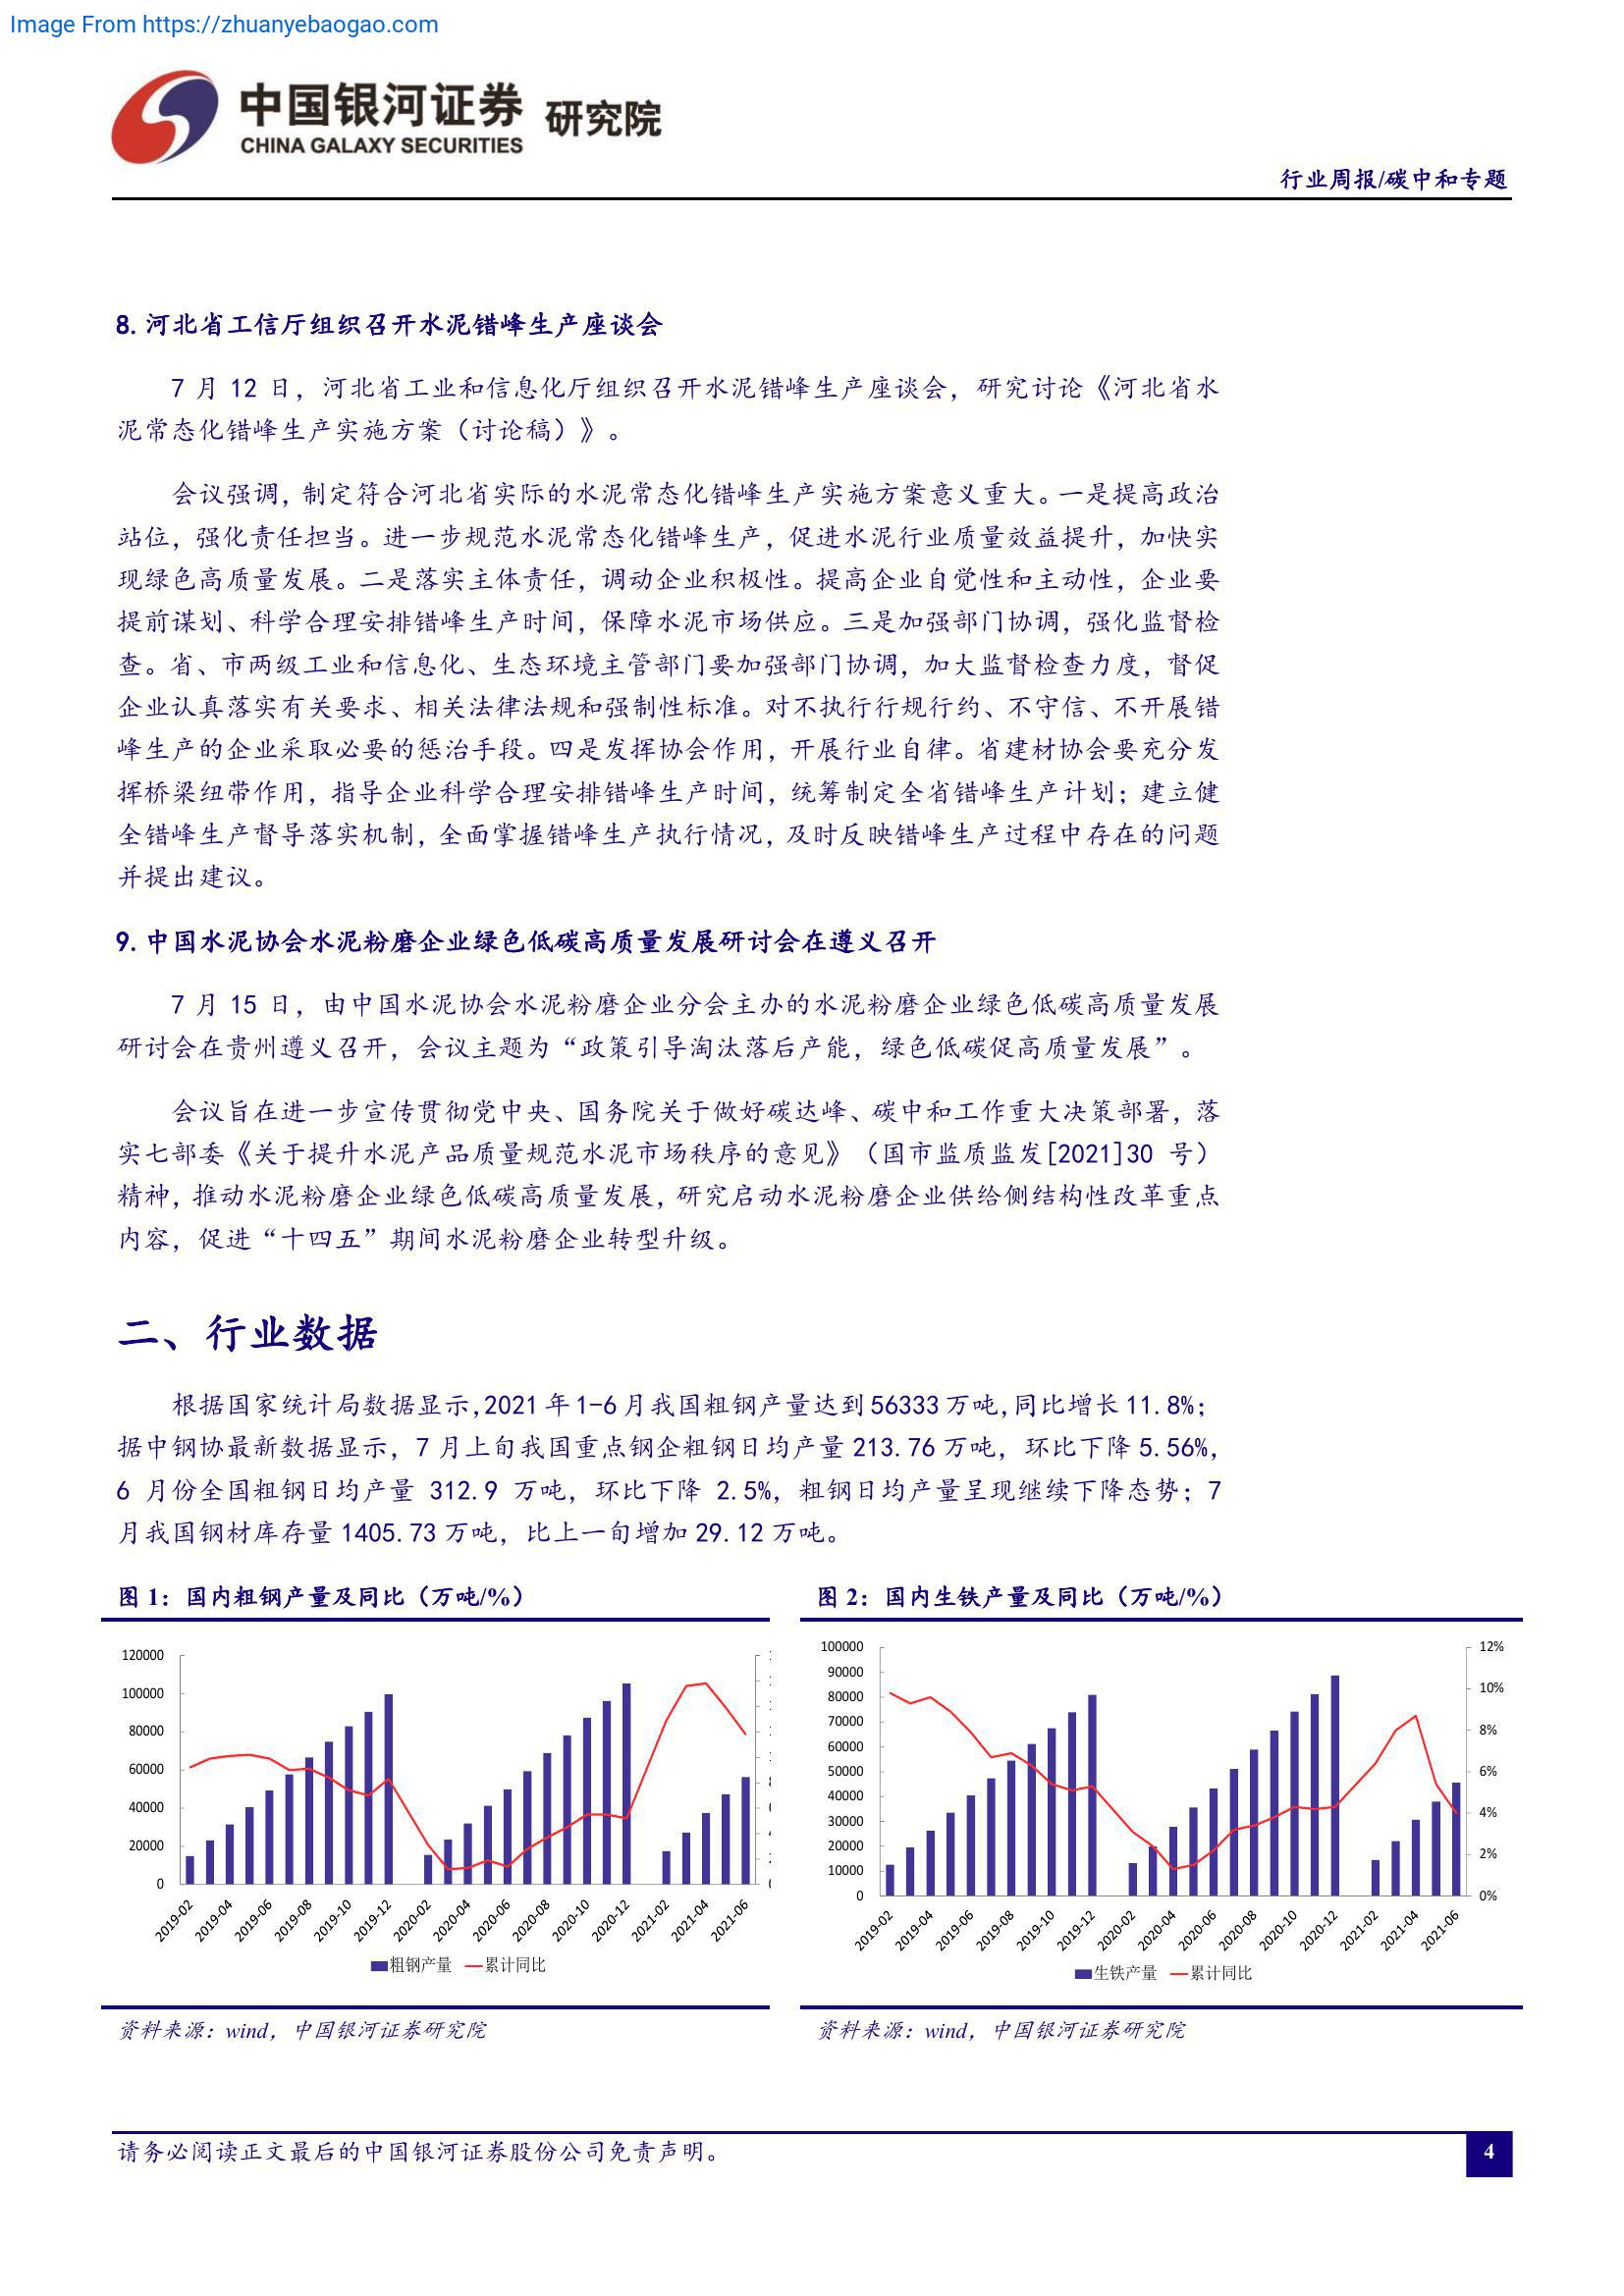 Image From https://zhuanyebaogao.com
中国银河证券 研究院
CHINA GALAXY SECURITIES
行业周报/碳中和专题
8. 河北省工信厅组织召开水泥错峰生产座谈会
7 月 12 日，河北省工业和信息化厅组织召开水泥错峰生产座谈会，研究讨论《河北省水
泥常态化错峰生产实施方案（讨论稿）》。
会议强调，制定符合河北省实际的水泥常态化错峰生产实施方案意义重大。一是提高政治
站位，强化责任担当。进一步规范水泥常态化错峰生产，促进水泥行业质量效益提升，加快实
现绿色高质量发展。二是落实主体责任，调动企业积极性。提高企业自觉性和主动性，企业要
提前谋划、科学合理安排错峰生产时间，保障水泥市场供应。三是加强部门协调，强化监督检
查。省、市两级工业和信息化、生态环境主管部门要加强部门协调，加大监督检查力度，督促
企业认真落实有关要求、相关法律法规和强制性标准。对不执行行规行约、不守信、不开展错
峰生产的企业采取必要的惩治手段。四是发挥协会作用，开展行业自律。省建材协会要充分发
挥桥梁纽带作用，指导企业科学合理安排错峰生产时间，统筹制定全省错峰生产计划；建立健
全错峰生产督导落实机制，全面掌握错峰生产执行情况，及时反映错峰生产过程中存在的问题
并提出建议。
9. 中国水泥协会水泥粉磨企业绿色低碳高质量发展研讨会在遵义召开
7 月 15 日，由中国水泥协会水泥粉磨企业分会主办的水泥粉磨企业绿色低碳高质量发展
研讨会在贵州遵义召开，会议主题为“政策引导淘汰落后产能，绿色低碳促高质量发展”。
会议旨在进一步宣传贯彻党中央、国务院关于做好碳达峰、碳中和工作重大决策部署，落
实七部委《关于提升水泥产品质量规范水泥市场秩序的意见》（国市监质监发[2021]30 号）
精神，推动水泥粉磨企业绿色低碳高质量发展，研究启动水泥粉磨企业供给侧结构性改革重点
内容，促进“十四五”期间水泥粉磨企业转型升级。
二、行业数据
根据国家统计局数据显示，2021 年 1-6 月我国粗钢产量达到 56333 万吨，同比增长 11.8%；
据中钢协最新数据显示，7 月上旬我国重点钢企粗钢日均产量 213.76 万吨，环比下降 5.56%，
6 月份全国粗钢日均产量 312.9 万吨，环比下降 2.5%，粗钢日均产量呈现继续下降态势；7
月我国钢材库存量 1405.73 万吨，比上一旬增加 29.12 万吨。
图 1：国内粗钢产量及同比（万吨/%）
120000
100000
80000
60000
40000
20000
0
2019-02 2019-04 2019-06 2019-08 2019-10 2019-12 2020-02 2020-04 2020-06 2020-08 2020-10 2020-12 2021-02 2021-04 2021-06
粗钢产量 累计同比
资料来源：wind，中国银河证券研究院
图 2：国内生铁产量及同比（万吨/%）
100000
90000
80000
70000
60000
50000
40000
30000
20000
10000
0
12%
10%
8%
6%
4%
2%
0%
2019-02 2019-04 2019-06 2019-08 2019-10 2019-12 2020-02 2020-04 2020-06 2020-08 2020-10 2020-12 2021-02 2021-04 2021-06
生铁产量 累计同比
资料来源：wind，中国银河证券研究院
请务必阅读正文最后的中国银河证券股份公司免责声明。
4